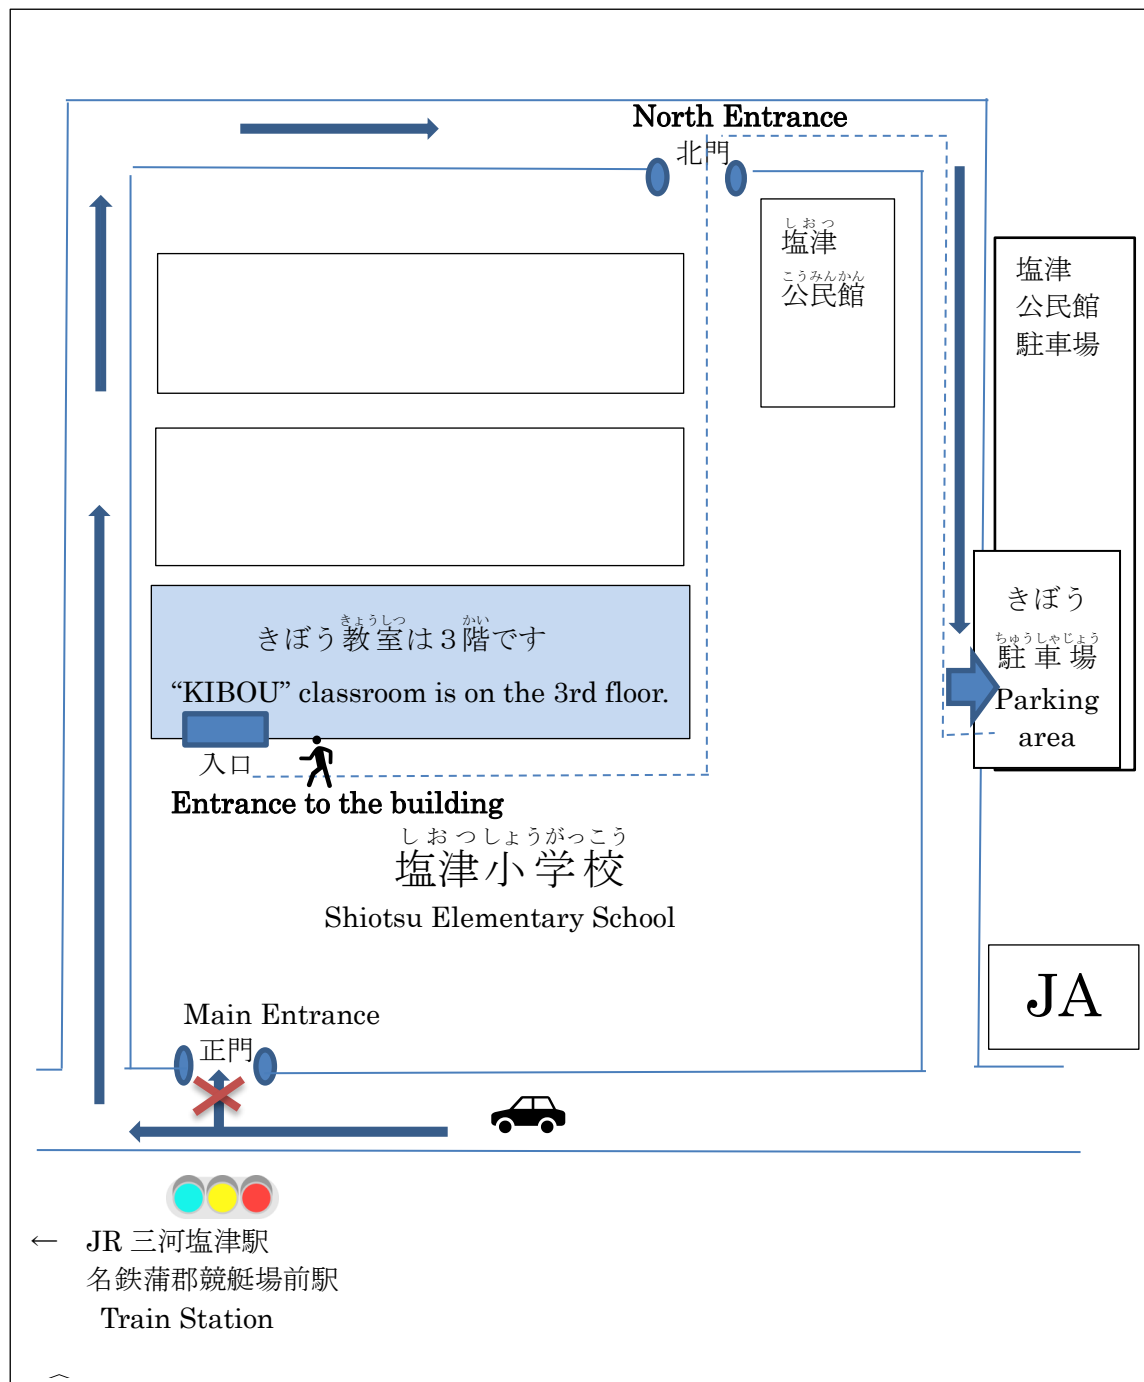 North Entrance
北門
しおつ
塩津
こうみんかん
公民館
塩津
公民館
駐車場
きょうしつ かい
きぼう教室は３階です
“KIBOU” classroom is on the 3rd floor.
入口
Entrance to the building
きぼう
ちゅうしゃじょう
駐車場
Parking
area
しおつしょうがっこう
塩津小学校
Shiotsu Elementary School
JA
Main Entrance
正門
← JR 三河塩津駅
名鉄蒲郡競艇場前駅
Train Station